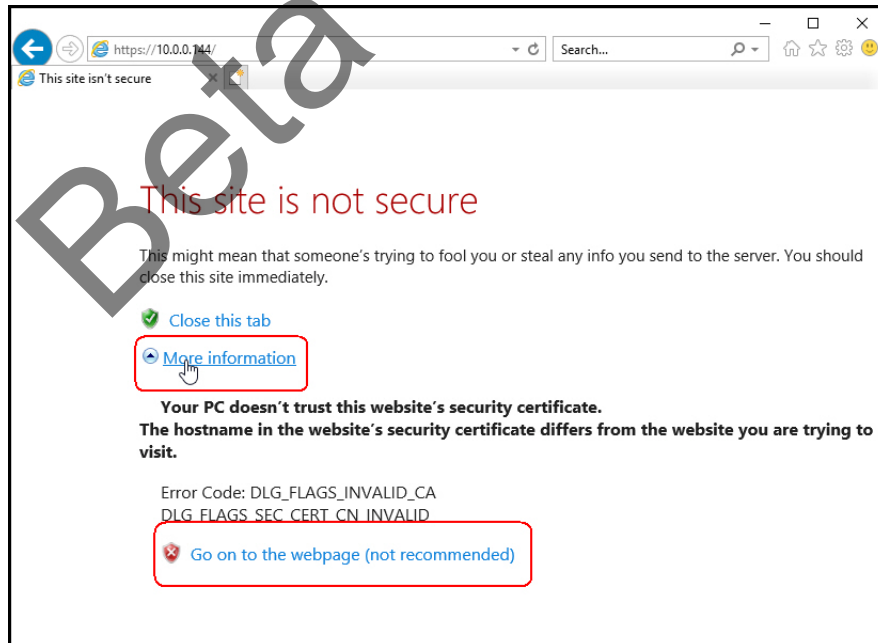 https://10.0.0.144/
Search...
This site isn't secure
Beta
This site is not secure
This might mean that someone's trying to fool you or steal any info you send to the server. You should
close this site immediately.
Close this tab
More information
Your PC doesn't trust this website's security certificate.
The hostname in the website's security certificate differs from the website you are trying to
visit.
Error Code: DLG_FLAGS_INVALID_CA
DLG_FLAGS_SEC_CERT_CN_INVALID
Go on to the webpage (not recommended)